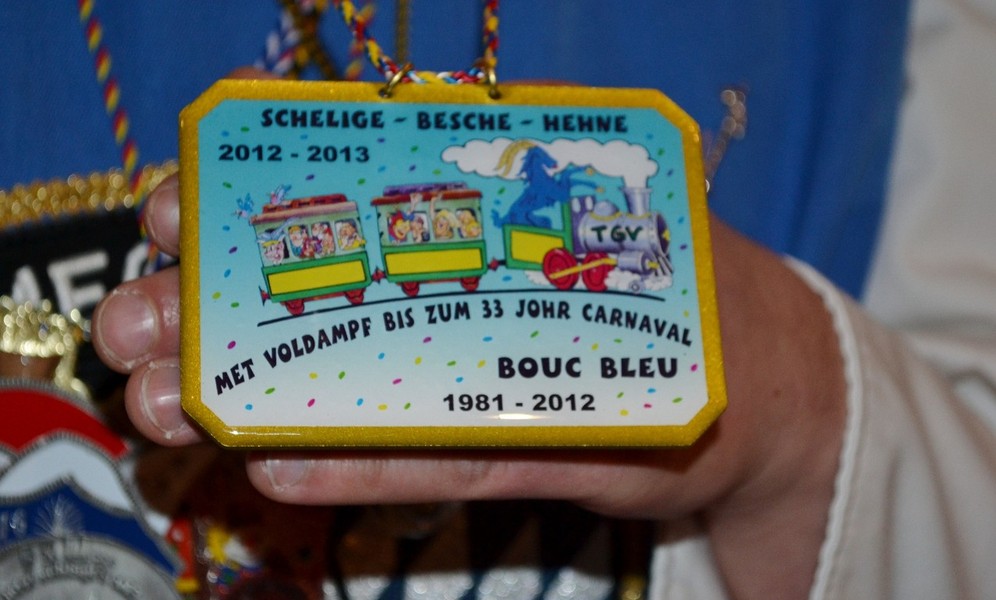 SCHELIGE - BESCHE - HEHNE
2012 - 2013
TGV
MET VOLDAMPF BIS ZUM 33 JOHR CARNAVAL
BOUC BLEU
1981 - 2012